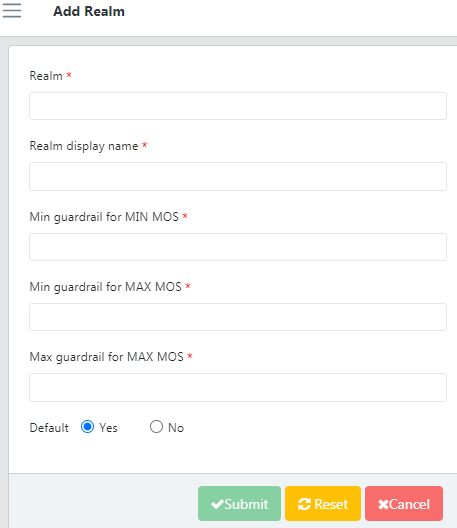 Add Realm
Realm *
Realm display name *
Min guardrail for MIN MOS *
Min guardrail for MAX MOS *
Max guardrail for MAX MOS *
Default Yes No
Submit Reset Cancel